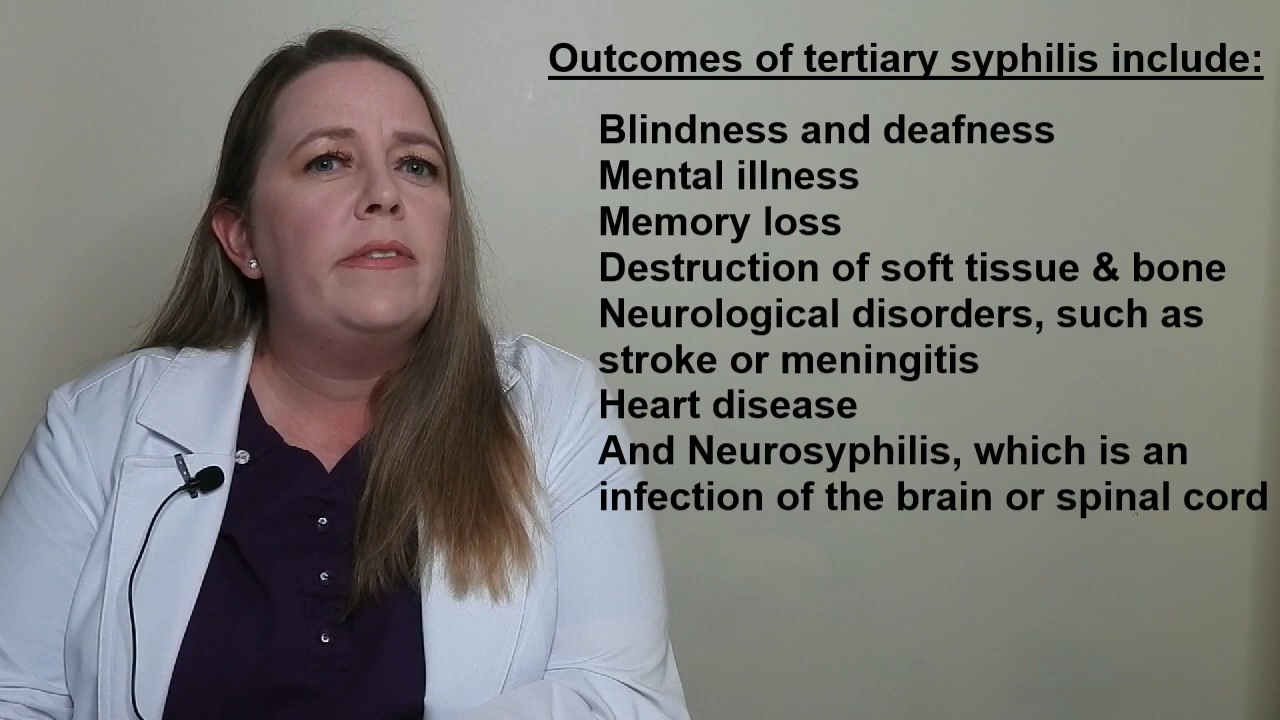 Outcomes of tertiary syphilis include:
Blindness and deafness
Mental illness
Memory loss
Destruction of soft tissue & bone
Neurological disorders, such as
stroke or meningitis
Heart disease
And Neurosyphilis, which is an
infection of the brain or spinal cord